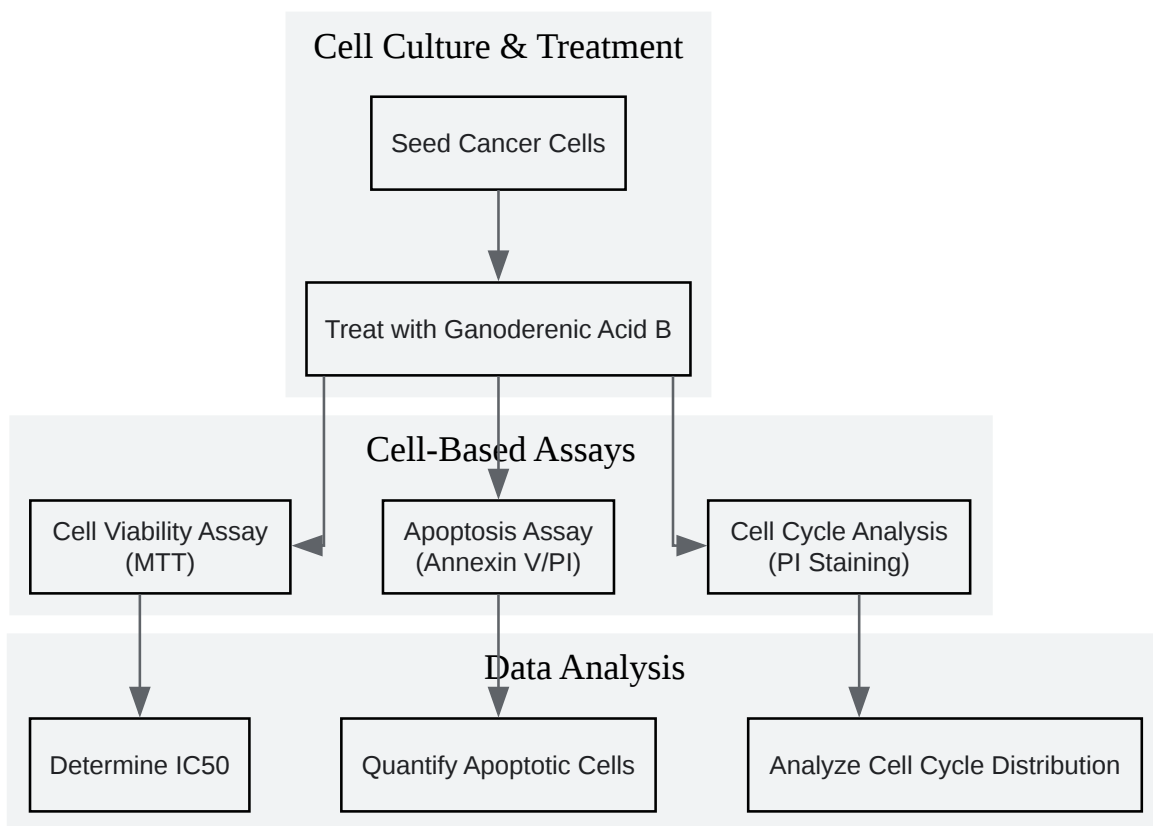 Cell Culture & Treatment
Seed Cancer Cells
Treat with Ganoderenic Acid B
Cell-Based Assays
Cell Viability Assay
(MTT)
Apoptosis Assay
(Annexin V/PI)
Cell Cycle Analysis
(PI Staining)
Data Analysis
Determine IC50
Quantify Apoptotic Cells
Analyze Cell Cycle Distribution